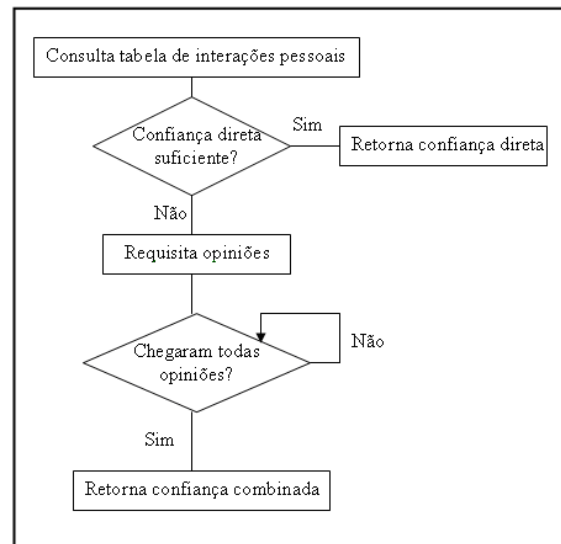 Consulta tabela de interações pessoais
Confiança direta
suficiente?
Sim
Retorna confiança direta
Não
Requisita opiniões
Chegaram todas
opiniões?
Não
Sim
Retorna confiança combinada